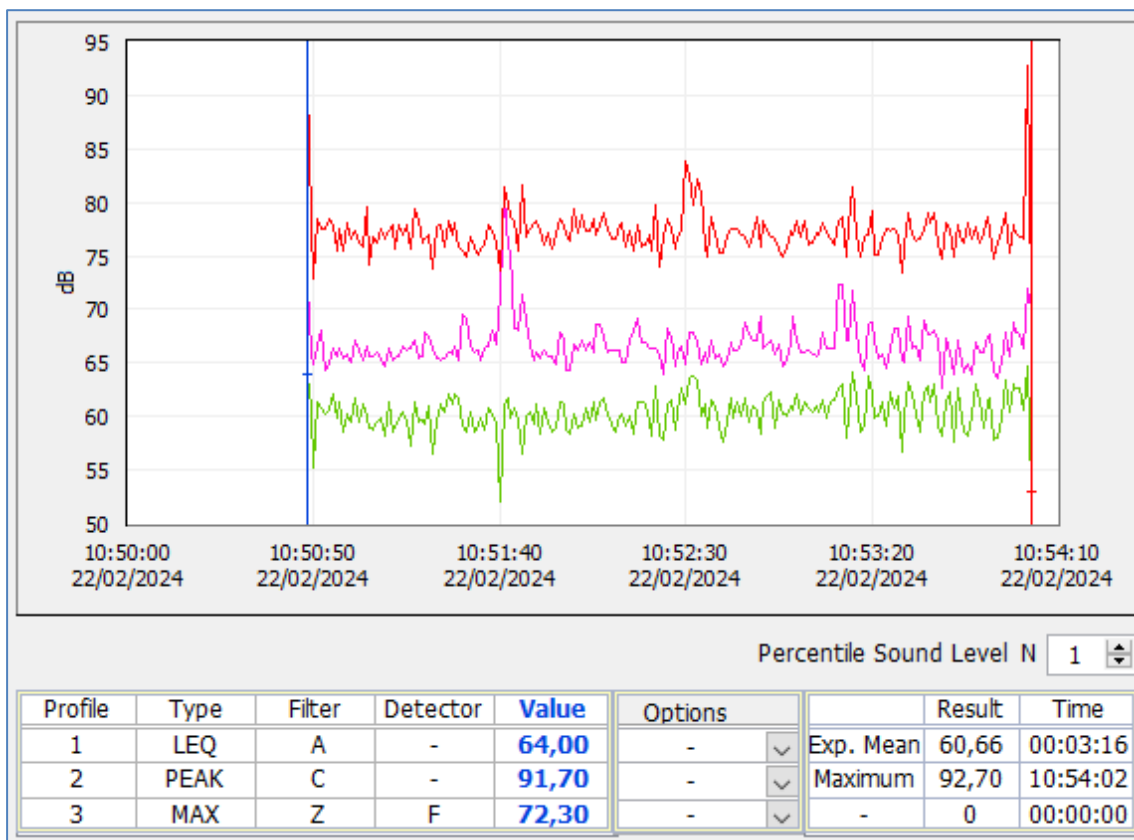 95
90
85
80
75
70
65
60
55
50
dB
10:50:00 10:50:50 10:51:40 10:52:30 10:53:20 10:54:10
22/02/2024 22/02/2024 22/02/2024 22/02/2024 22/02/2024 22/02/2024
Percentile Sound Level N 1
Profile Type Filter Detector Value Options Result Time
1 LEQ A - 64,00 - Exp. Mean 60,66 00:03:16
2 PEAK C - 91,70 - Maximum 92,70 10:54:02
3 MAX Z F 72,30 - - 0 00:00:00